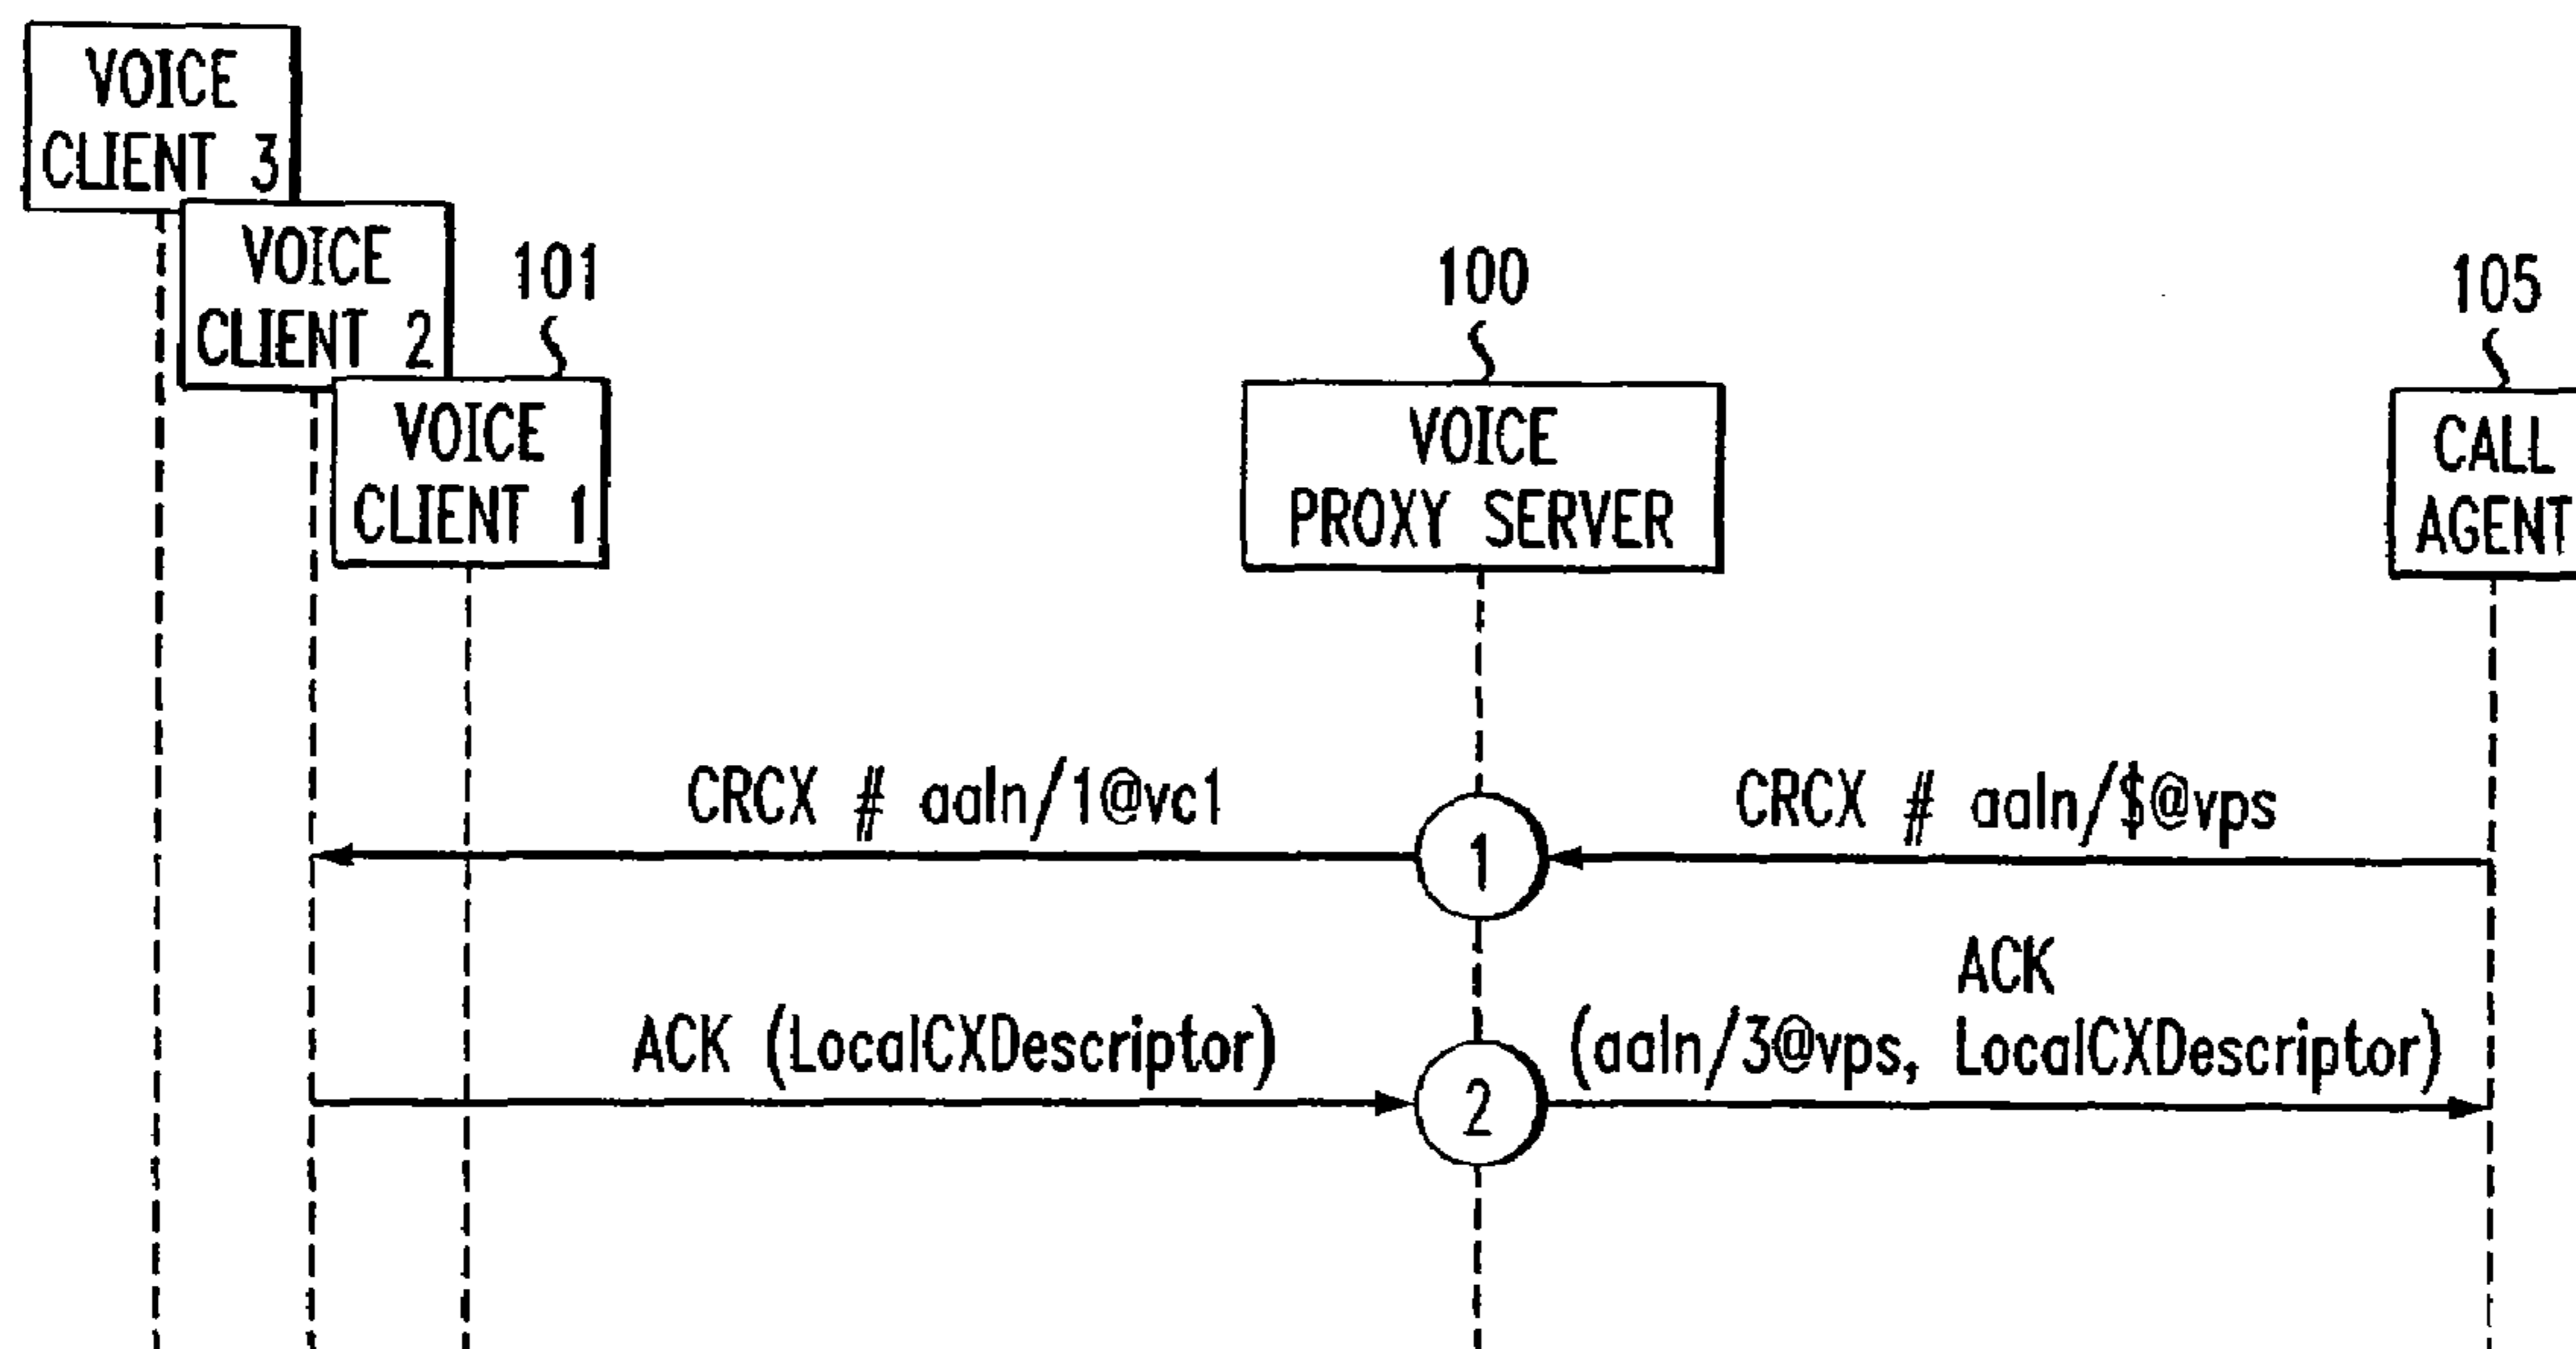 VOICE
CLIENT 3
VOICE
CLIENT 2
101
VOICE
CLIENT 1
100
VOICE
PROXY SERVER
105
CALL
AGENT
CRCX # aaln/1@vc1
CRCX # aaln/$@vps
1
ACK (LocalCXDescriptor)
ACK
(aaln/3@vps, LocalCXDescriptor)
2